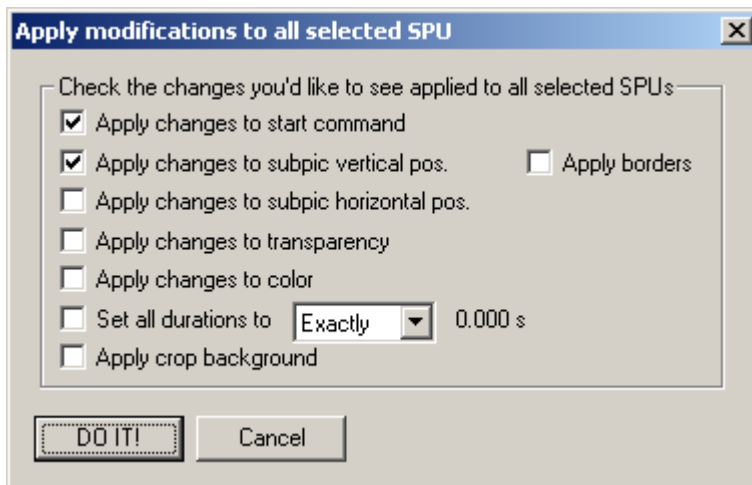 Apply modifications to all selected SPU
Check the changes you'd like to see applied to all selected SPUs
Apply changes to start command
Apply changes to subpic vertical pos. Apply borders
Apply changes to subpic horizontal pos.
Apply changes to transparency
Apply changes to color
Set all durations to Exactly 0.000 s
Apply crop background
DO IT! Cancel